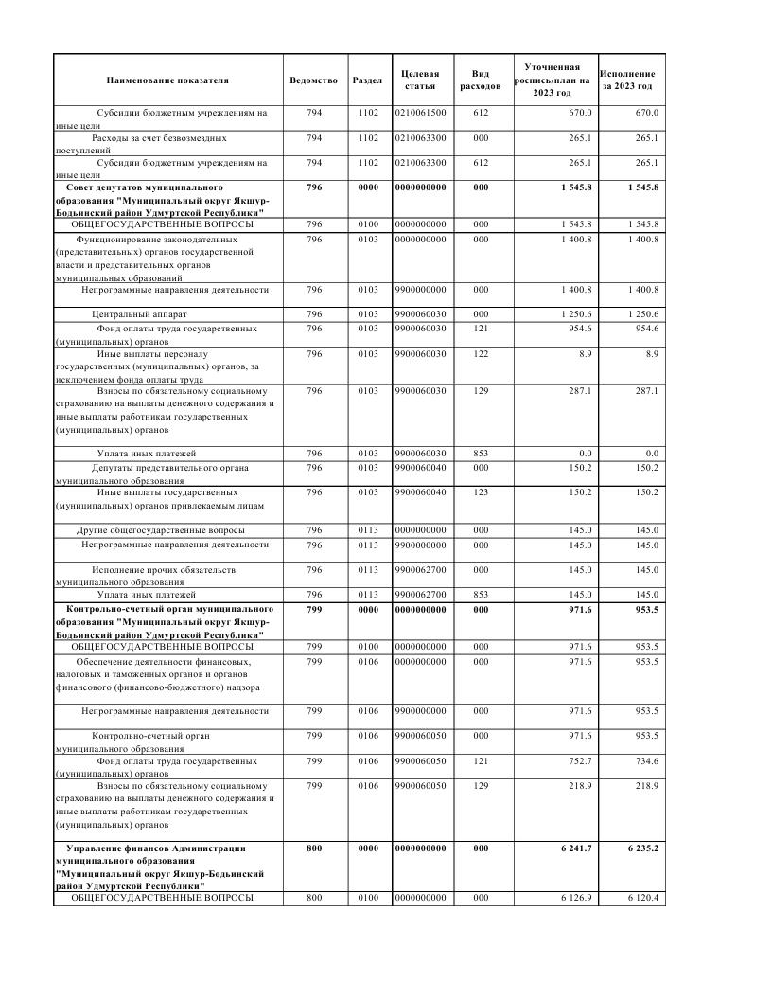 Наименование показателя Ведомство Раздел Целевая статья Вид расходов Уточненная роспись/план на 2023 год Исполнение за 2023 год
Субсидии бюджетным учреждениям на 794 1102 0210061500 612 670.0 670.0
иные цели
Расходы за счет безвозмездных 794 1102 0210063300 000 265.1 265.1
поступлений
Субсидии бюджетным учреждениям на 794 1102 0210063300 612 265.1 265.1
иные цели
Совет депутатов муниципального 796 0000 0000000000 000 1 545.8 1 545.8
образования "Муниципальный округ Якшур-
Бодьинский район Удмуртской Республики"
ОБЩЕГОСУДАРСТВЕННЫЕ ВОПРОСЫ 796 0100 0000000000 000 1 545.8 1 545.8
Функционирование законодательных 796 0103 0000000000 000 1 400.8 1 400.8
(представительных) органов государственной
власти и представительных органов
муниципальных образований
Непрограммные направления деятельности 796 0103 9900000000 000 1 400.8 1 400.8
Центральный аппарат 796 0103 9900060030 000 1 250.6 1 250.6
Фонд оплаты труда государственных 796 0103 9900060030 121 954.6 954.6
(муниципальных) органов
Иные выплаты персоналу 796 0103 9900060030 122 8.9 8.9
государственных (муниципальных) органов, за
исключением фонда оплаты труда
Взносы по обязательному социальному 796 0103 9900060030 129 287.1 287.1
страхованию на выплаты денежного содержания и
иные выплаты работникам государственных
(муниципальных) органов
Уплата иных платежей 796 0103 9900060030 853 0.0 0.0
Депутаты представительного органа 796 0103 9900060040 000 150.2 150.2
муниципального образования
Иные выплаты государственных 796 0103 9900060040 123 150.2 150.2
(муниципальных) органов привлекаемым лицам
Другие общегосударственные вопросы 796 0113 0000000000 000 145.0 145.0
Непрограммные направления деятельности 796 0113 9900000000 000 145.0 145.0
Исполнение прочих обязательств 796 0113 9900062700 000 145.0 145.0
муниципального образования
Уплата иных платежей 796 0113 9900062700 853 145.0 145.0
Контрольно-счетный орган муниципального 799 0000 0000000000 000 971.6 953.5
образования "Муниципальный округ Якшур-
Бодьинский район Удмуртской Республики"
ОБЩЕГОСУДАРСТВЕННЫЕ ВОПРОСЫ 799 0100 0000000000 000 971.6 953.5
Обеспечение деятельности финансовых, 799 0106 0000000000 000 971.6 953.5
налоговых и таможенных органов и органов
финансового (финансово-бюджетного) надзора
Непрограммные направления деятельности 799 0106 9900000000 000 971.6 953.5
Контрольно-счетный орган 799 0106 9900060050 000 971.6 953.5
муниципального образования
Фонд оплаты труда государственных 799 0106 9900060050 121 752.7 734.6
(муниципальных) органов
Взносы по обязательному социальному 799 0106 9900060050 129 218.9 218.9
страхованию на выплаты денежного содержания и
иные выплаты работникам государственных
(муниципальных) органов
Управление финансов Администрации 800 0000 0000000000 000 6 241.7 6 235.2
муниципального образования
"Муниципальный округ Якшур-Бодьинский
район Удмуртской Республики"
ОБЩЕГОСУДАРСТВЕННЫЕ ВОПРОСЫ 800 0100 0000000000 000 6 126.9 6 120.4